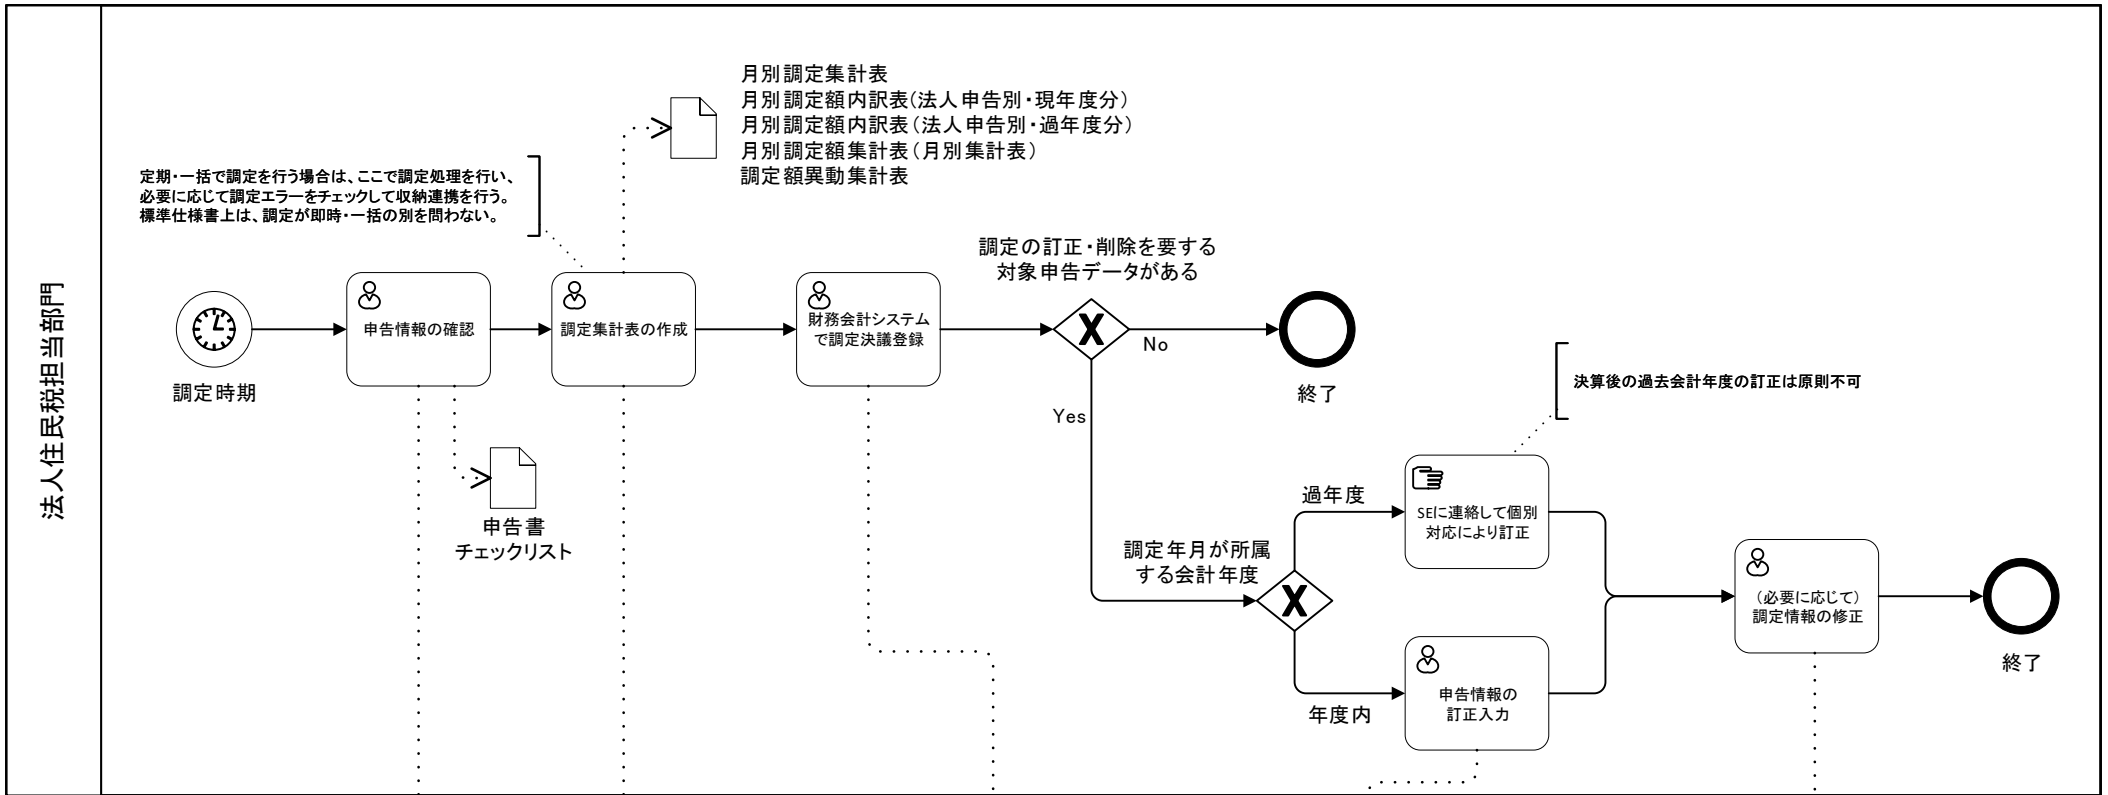 法人住民税担当部門
月別調定集計表
月別調定額内訳表(法人申告別・現年度分)
月別調定額内訳表(法人申告別・過年度分)
月別調定額集計表(月別集計表)
調定額異動集計表
定期・一括で調定を行う場合は、ここで調定処理を行い、
必要に応じて調定エラーをチェックして収納連携を行う。
標準仕様書上は、調定が即時・一括の別を問わない。
調定時期
申告情報の確認
申告書
チェックリスト
調定集計表の作成
財務会計システム
で調定決議登録
調定の訂正・削除を要する
対象申告データがある
No
終了
Yes
調定年月が所属
する会計年度
過年度
年度内
決算後の過去会計年度の訂正は原則不可
SEに連絡して個別
対応により訂正
申告情報の
訂正入力
(必要に応じて)
調定情報の修正
終了